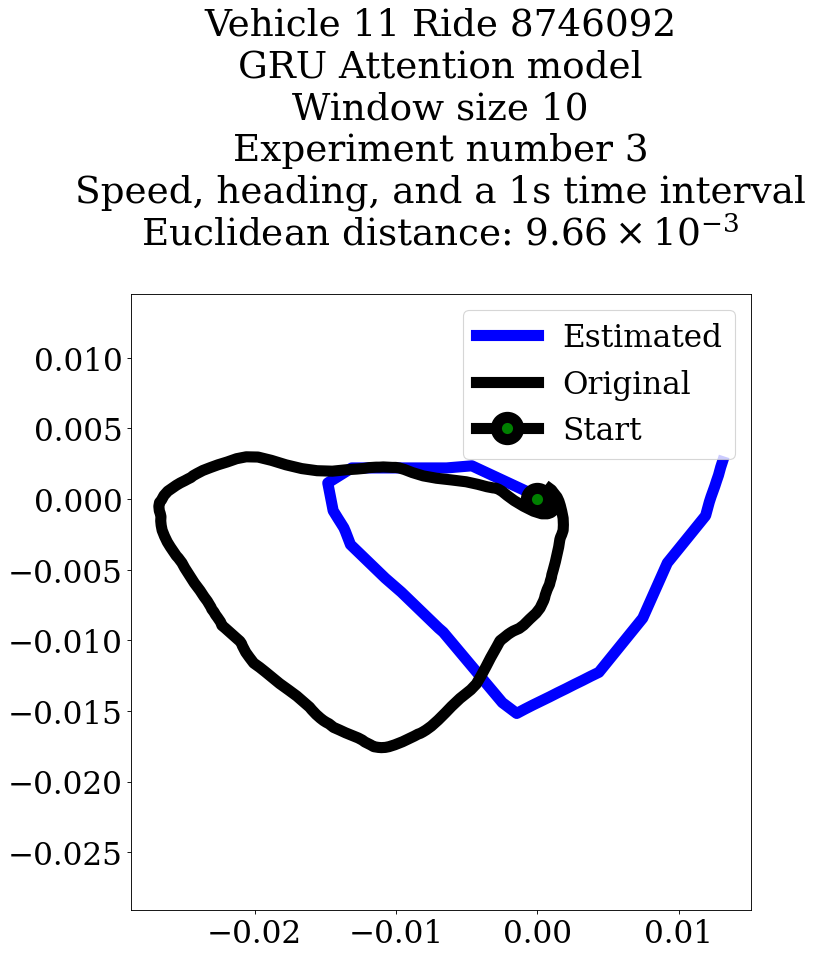 Vehicle 11 Ride 8746092
GRU Attention model
Window size 10
Experiment number 3
Speed, heading, and a 1s time interval
Euclidean distance: 9.66 × 10⁻³
Estimated
Original
Start
0.010
0.005
0.000
−0.005
−0.010
−0.015
−0.020
−0.025
−0.02
−0.01
0.00
0.01